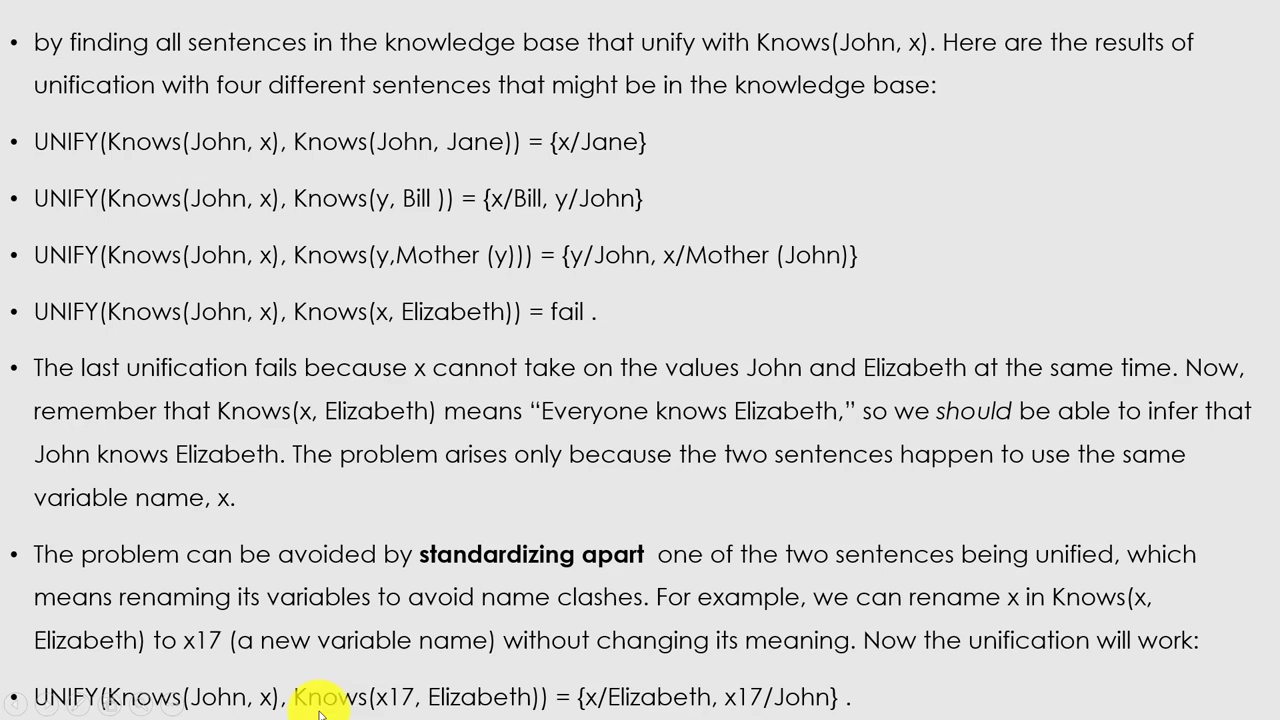 • by finding all sentences in the knowledge base that unify with Knows(John, x). Here are the results of
unification with four different sentences that might be in the knowledge base:
• UNIFY(Knows(John, x), Knows(John, Jane)) = {x/Jane}
• UNIFY(Knows(John, x), Knows(y, Bill )) = {x/Bill, y/John}
• UNIFY(Knows(John, x), Knows(y,Mother (y))) = {y/John, x/Mother (John)}
• UNIFY(Knows(John, x), Knows(x, Elizabeth)) = fail .
• The last unification fails because x cannot take on the values John and Elizabeth at the same time. Now,
remember that Knows(x, Elizabeth) means “Everyone knows Elizabeth,” so we should be able to infer that
John knows Elizabeth. The problem arises only because the two sentences happen to use the same
variable name, x.
• The problem can be avoided by standardizing apart one of the two sentences being unified, which
means renaming its variables to avoid name clashes. For example, we can rename x in Knows(x,
Elizabeth) to x17 (a new variable name) without changing its meaning. Now the unification will work:
• UNIFY(Knows(John, x), Knows(x17, Elizabeth)) = {x/Elizabeth, x17/John} .